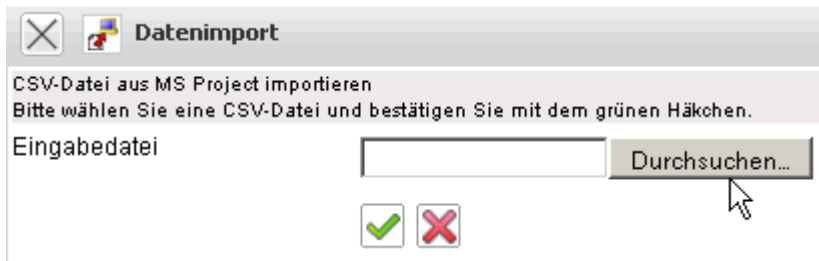 Datenimport
CSV-Datei aus MS Project importieren
Bitte wählen Sie eine CSV-Datei und bestätigen Sie mit dem grünen Häkchen.
Eingabedatei
Durchsuchen...